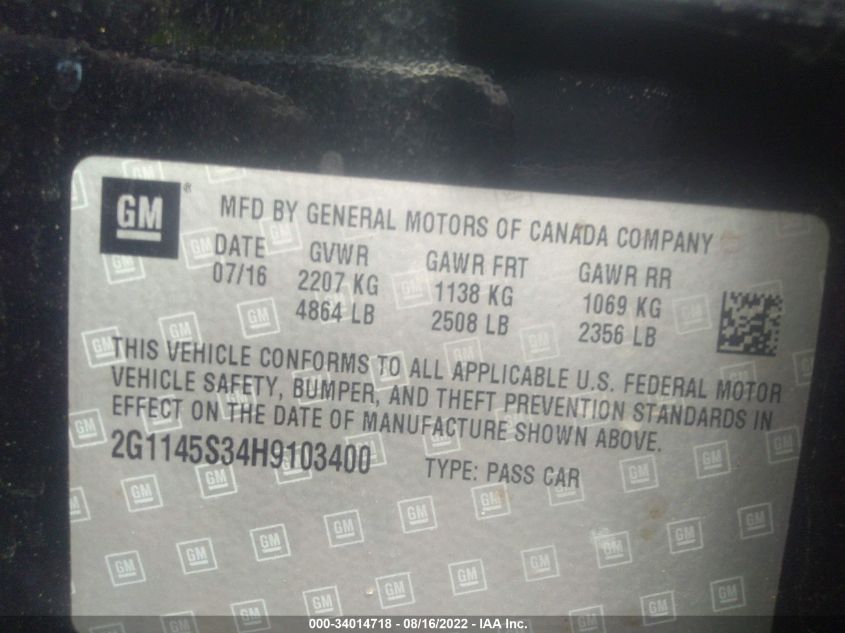 GM ® MFD BY GENERAL MOTORS OF CANADA COMPANY
DATE GVWR GAWR FRT GAWR RR
07/16 2207 KG 1138 KG 1069 KG
4864 LB 2508 LB 2356 LB
THIS VEHICLE CONFORMS TO ALL APPLICABLE U.S. FEDERAL MOTOR
VEHICLE SAFETY, BUMPER, AND THEFT PREVENTION STANDARDS IN
EFFECT ON THE DATE OF MANUFACTURE SHOWN ABOVE.
2G1145S34H9103400 TYPE: PASS CAR
000-34014718 - 08/16/2022 - IAA Inc.